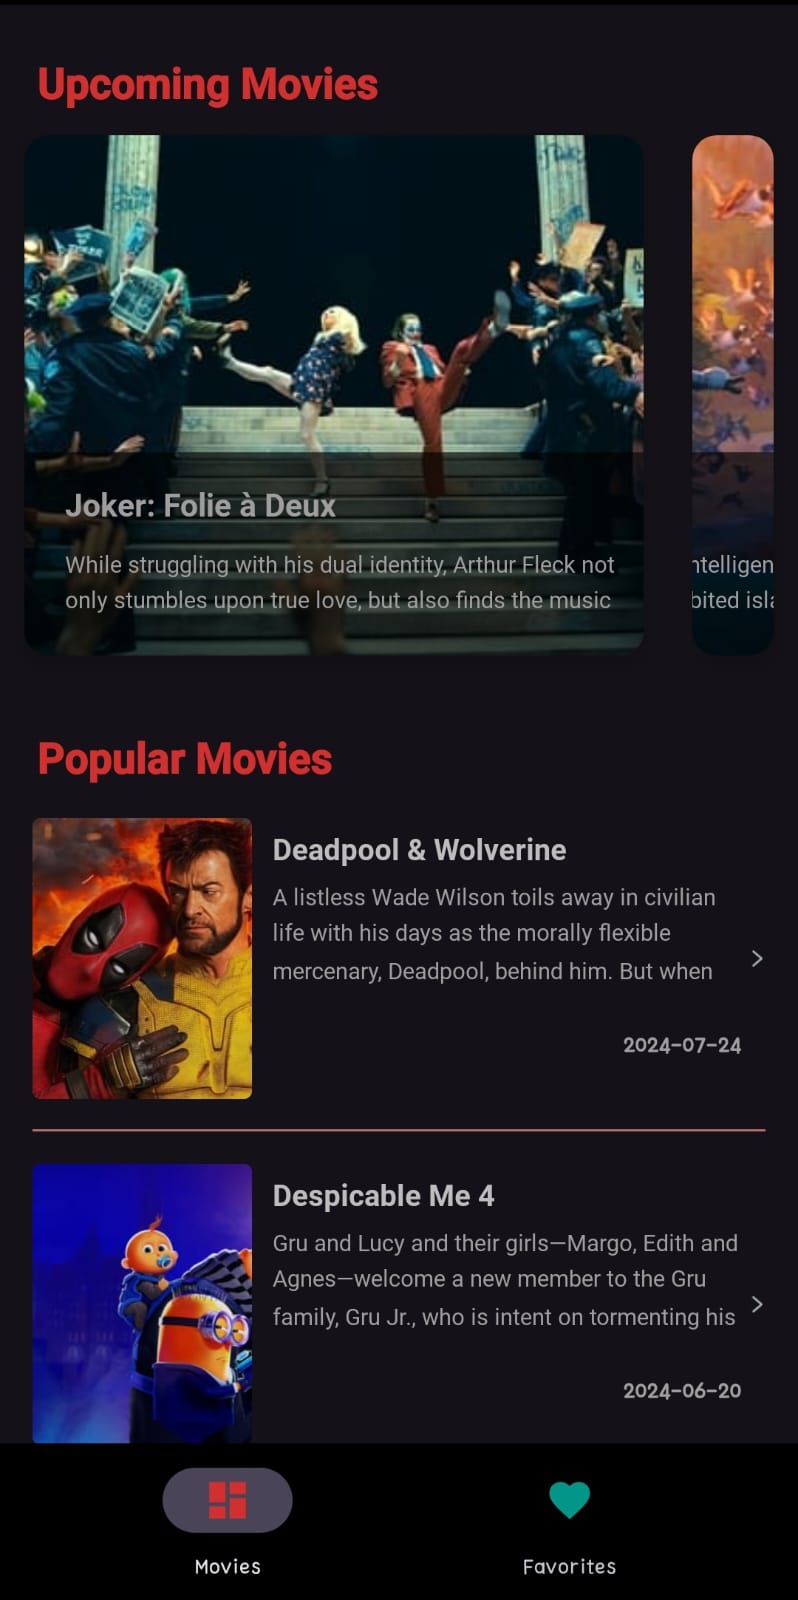 Upcoming Movies
Joker: Folie à Deux
While struggling with his dual identity, Arthur Fleck not
only stumbles upon true love, but also finds the music
ntelligen
bited isla
Popular Movies
Deadpool & Wolverine
A listless Wade Wilson toils away in civilian
life with his days as the morally flexible
mercenary, Deadpool, behind him. But when
2024-07-24
Despicable Me 4
Gru and Lucy and their girls—Margo, Edith and
Agnes—welcome a new member to the Gru
family, Gru Jr., who is intent on tormenting his
2024-06-20
Movies
Favorites